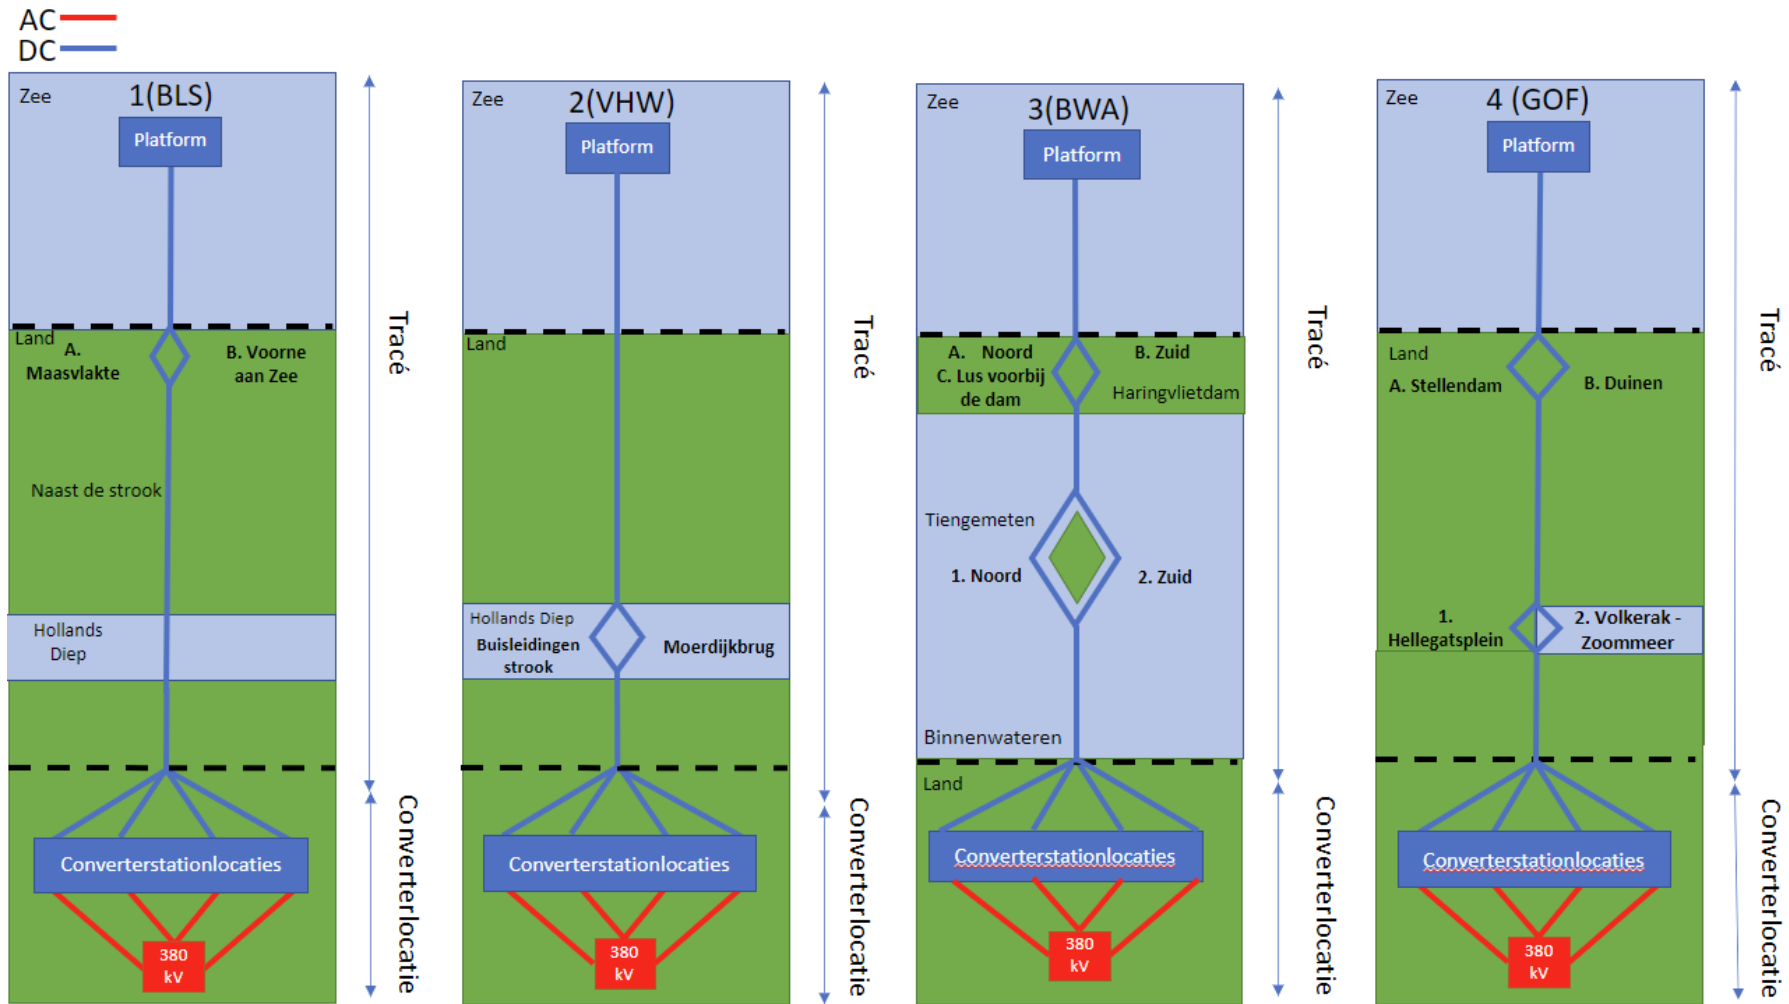 AC
DC
Zee
1(BLS)
Platform
Land
A.
Maasvlakte
B. Voorne
aan Zee
Naast de strook
Hollands
Diep
Converterstationlocaties
380
kV
Tracé
Converterlocatie
Zee
2(VHW)
Platform
Land
Hollands Diep
Buisleidingen
strook
Moerdijkbrug
Converterstationlocaties
380
kV
Tracé
Converterlocatie
Zee
3(BWA)
Platform
A. Noord
C. Lus voorbij
de dam
B. Zuid
Haringvlietdam
Tiengemeten
1. Noord
2. Zuid
Binnenwateren
Land
Converterstationlocaties
380
kV
Tracé
Converterlocatie
Zee
4 (GOF)
Platform
Land
A. Stellendam
B. Duinen
1.
Hellegatsplein
2. Volkerak -
Zoommeer
Converterstationlocaties
380
kV
Tracé
Converterlocatie